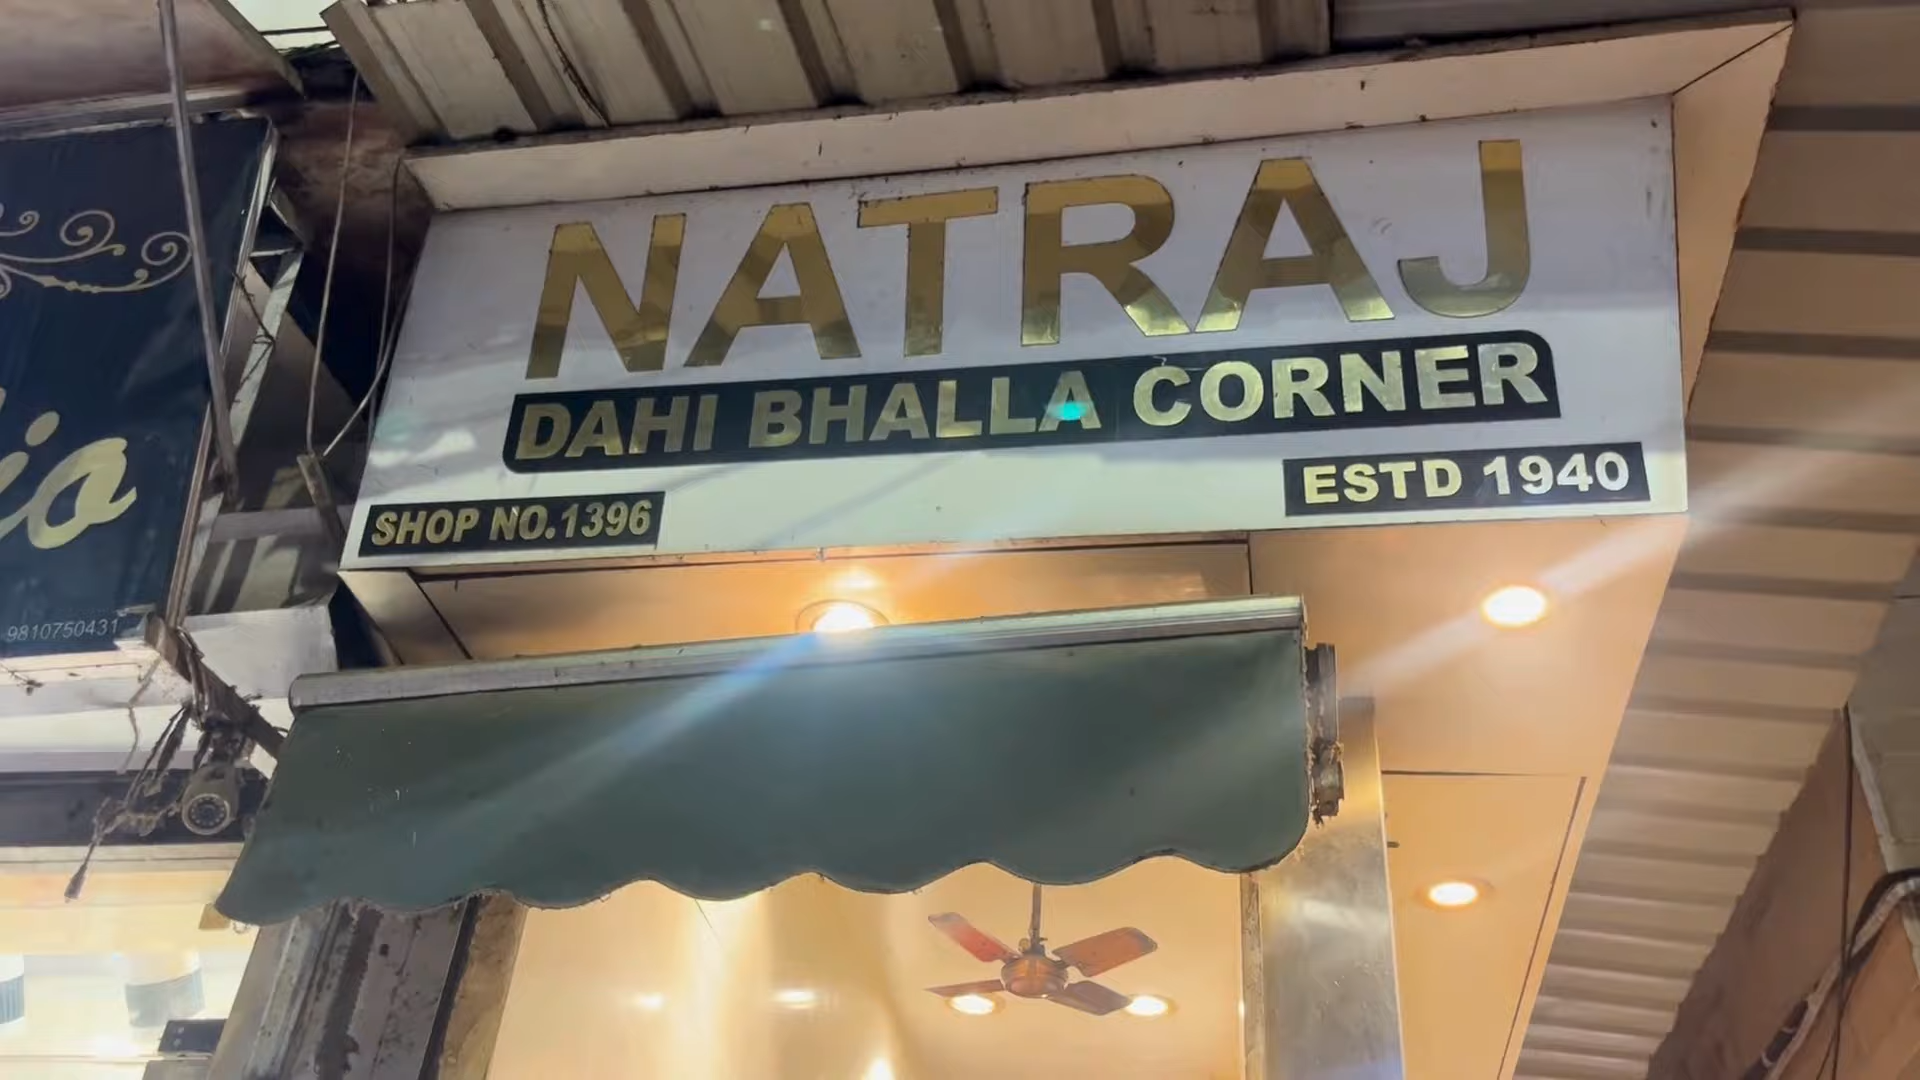 NATRAJ
DAHI BHALLA CORNER
ESTD 1940
SHOP NO.1396
9810750431